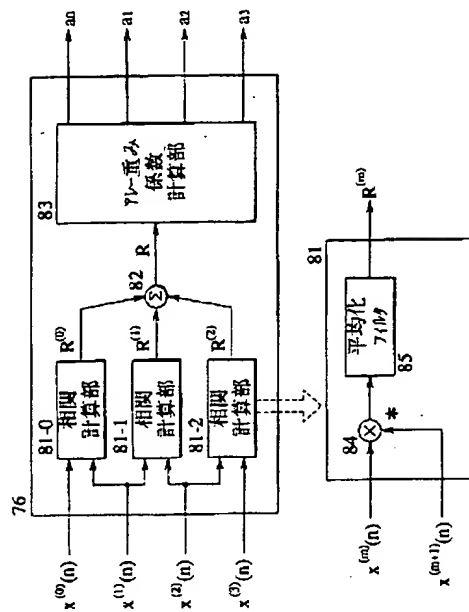 76
x(0)(n)
x(1)(n)
x(2)(n)
x(3)(n)
81-0
相関
計算部
81-1
相関
計算部
81-2
相関
計算部
R(0)
R(1)
R(2)
82
Σ
R
83
アレー重み
係数
計算部
a0
a1
a2
a3
81
x(m)(n)
x(m+1)(n)
84
X
*
平均化
フィルタ
85
R(m)